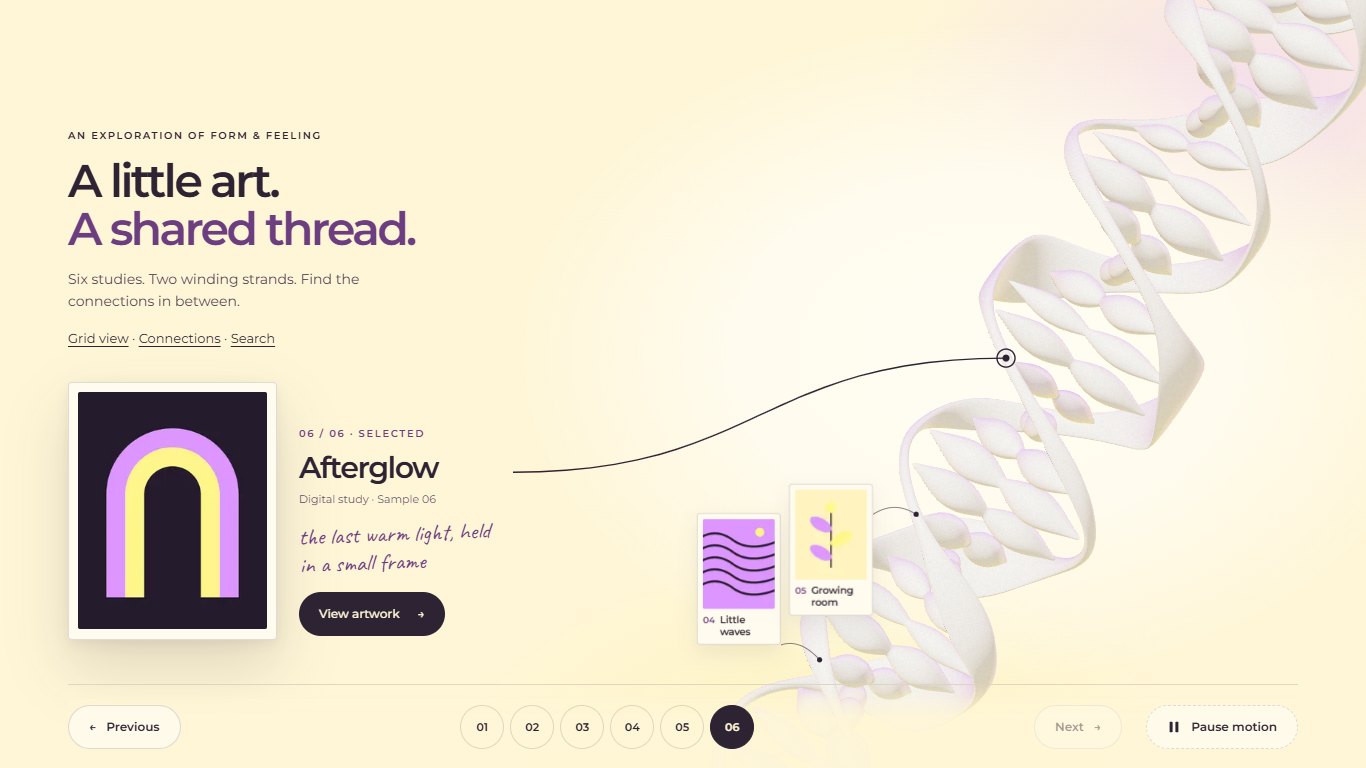 AN EXPLORATION OF FORM & FEELING
A little art.
A shared thread.
Six studies. Two winding strands. Find the
connections in between.
Grid view · Connections · Search
06 / 06 · SELECTED
Afterglow
Digital study · Sample 06
the last warm light, held
in a small frame
View artwork →
04 Little
waves
05 Growing
room
← Previous
01 02 03 04 05 06
Next →
Pause motion